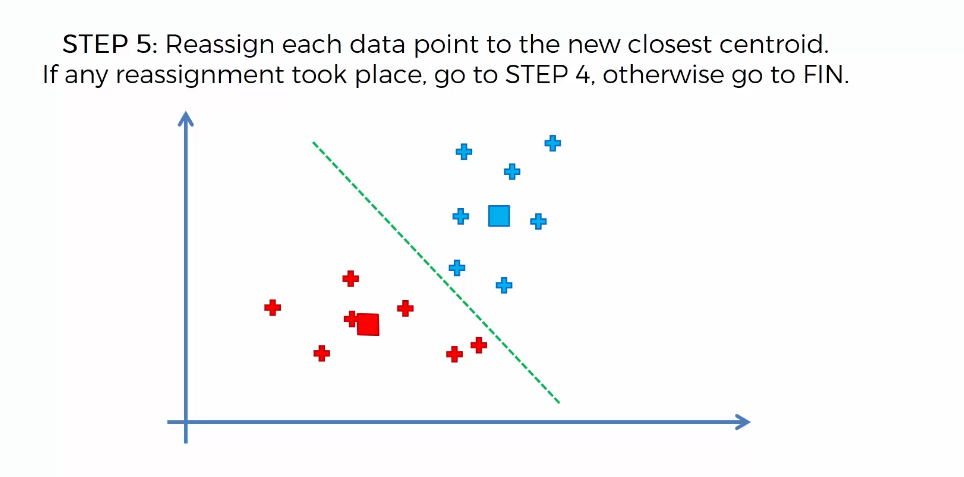 STEP 5: Reassign each data point to the new closest centroid.
If any reassignment took place, go to STEP 4, otherwise go to FIN.